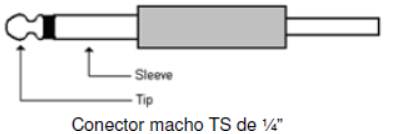 Sleeve
Tip
Conector macho TS de ¼”